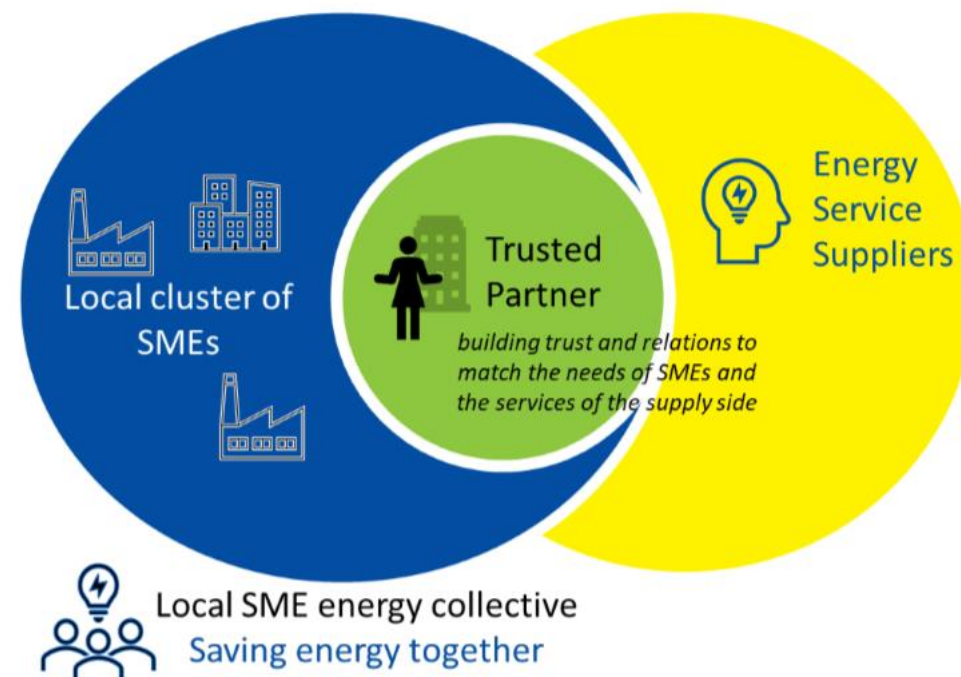 Local cluster of
SMEs
Trusted
Partner
building trust and relations to
match the needs of SMEs and
the services of the supply side
Energy
Service
Suppliers
Local SME energy collective
Saving energy together